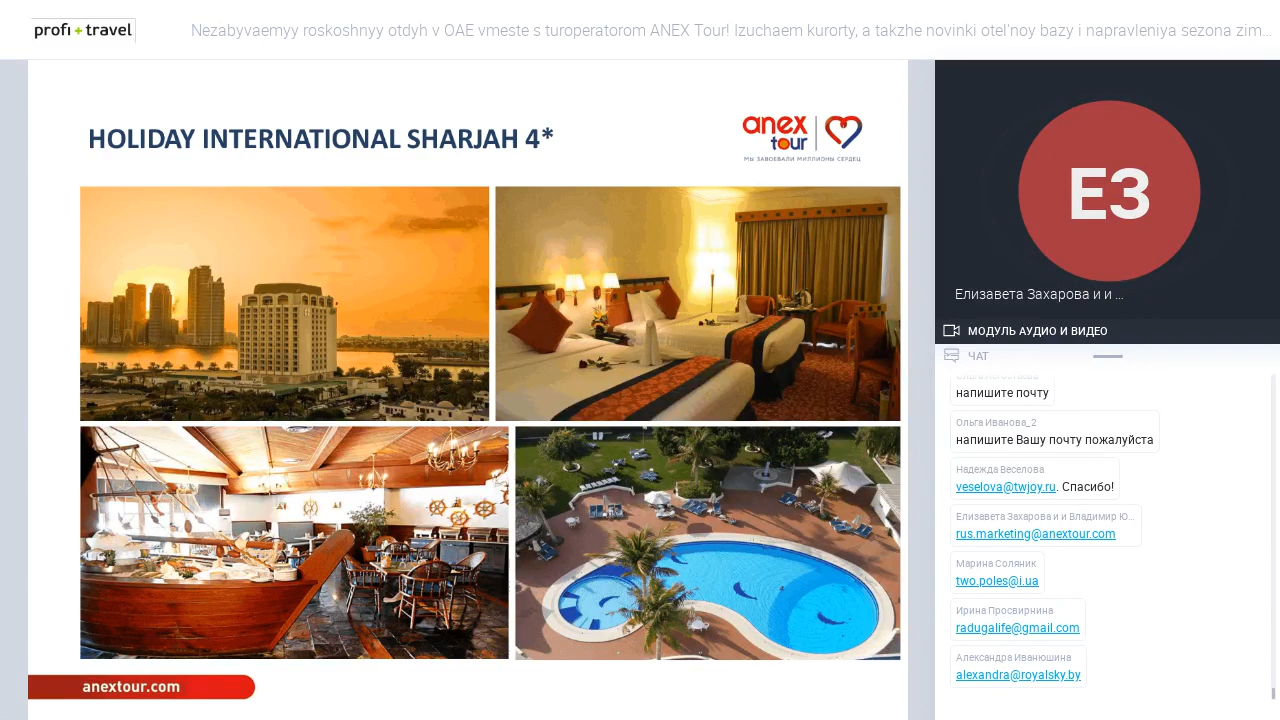 profi + travel
Nezabyvaemyy roskoshnyy otdyh v OAE vmeste s turoperatorom ANEX Tour! Izuchaem kurorty, a takzhe novinki otel'noy bazy i napravleniya sezona zim...
HOLIDAY INTERNATIONAL SHARJAH 4*
anex
tour
МЫ ЗАВОЕВАЛИ МИЛЛИОНЫ СЕРДЕЦ
anextour.com
ЕЗ
Елизавета Захарова и и ...
МОДУЛЬ АУДИО И ВИДЕО
ЧАТ
напишите почту
Ольга Иванова_2
напишите Вашу почту пожалуйста
Надежда Веселова
veselova@twjoy.ru. Спасибо!
Елизавета Захарова и и Владимир Ю...
rus.marketing@anextour.com
Марина Соляник
two.poles@i.ua
Ирина Просвирнина
radugalife@gmail.com
Александра Иванюшина
alexandra@royalsky.by